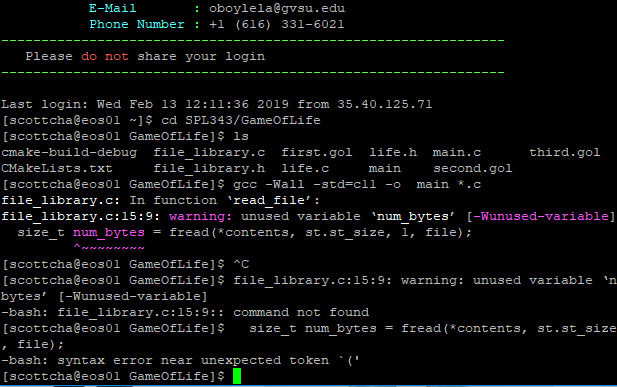 E-Mail : oboylela@gvsu.edu
Phone Number : +1 (616) 331-6021
---------------------------------------------------------------
Please do not share your login
---------------------------------------------------------------
Last login: Wed Feb 13 12:11:36 2019 from 35.40.125.71
[scottcha@eos01 ~]$ cd SPL343/GameOfLife
[scottcha@eos01 GameOfLife]$ ls
cmake-build-debug file_library.c first.gol life.h main.c third.gol
CMakeLists.txt file_library.h life.c main second.gol
[scottcha@eos01 GameOfLife]$ gcc -Wall -std=c11 -o main *.c
file_library.c: In function ‘read_file’:
file_library.c:15:9: warning: unused variable ‘num_bytes’ [-Wunused-variable]
size_t num_bytes = fread(*contents, st.st_size, 1, file);
^~~~~~~~~
[scottcha@eos01 GameOfLife]$ ^C
[scottcha@eos01 GameOfLife]$ file_library.c:15:9: warning: unused variable ‘n
bytes’ [-Wunused-variable]
-bash: file_library.c:15:9:: command not found
[scottcha@eos01 GameOfLife]$ size_t num_bytes = fread(*contents, st.st_size
, file);
-bash: syntax error near unexpected token `('
[scottcha@eos01 GameOfLife]$